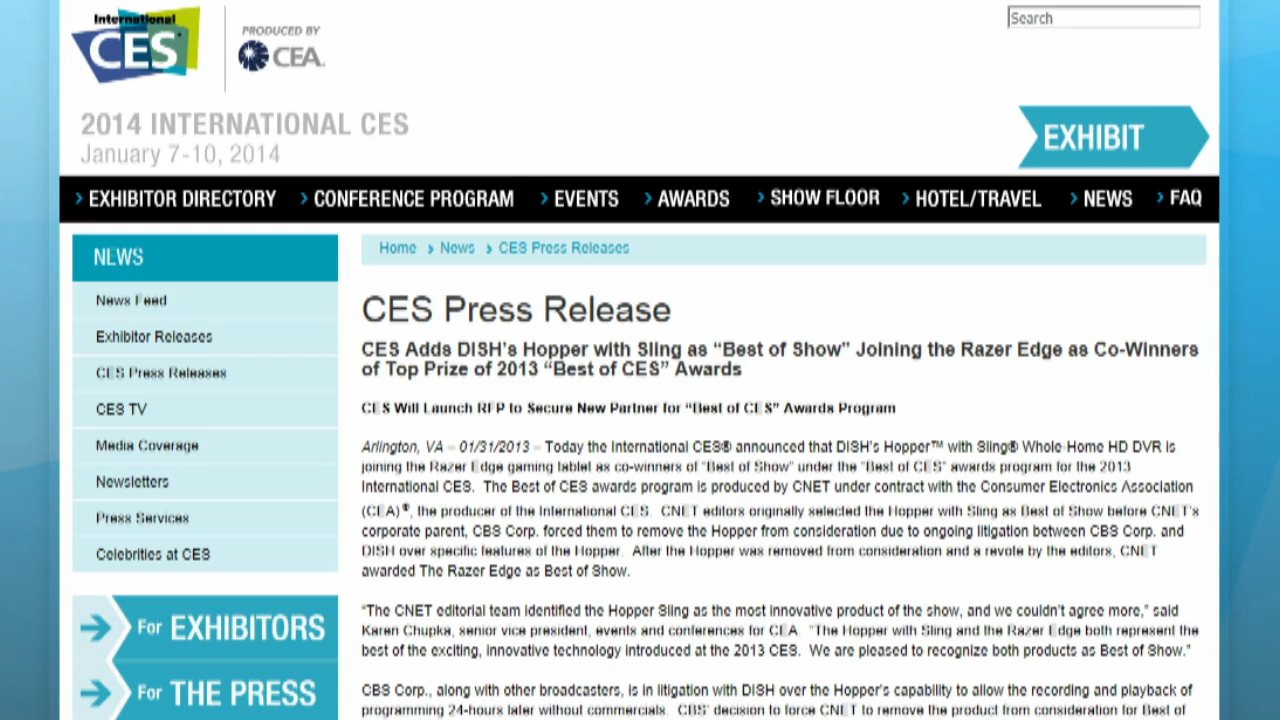 International
CES
PRODUCED BY
CEA
Search
2014 INTERNATIONAL CES
January 7-10, 2014
EXHIBIT
EXHIBITOR DIRECTORY CONFERENCE PROGRAM EVENTS AWARDS SHOW FLOOR HOTEL/TRAVEL NEWS FAQ
NEWS
News Feed
Exhibitor Releases
CES Press Releases
CES TV
Media Coverage
Newsletters
Press Services
Celebrities at CES
For EXHIBITORS
For THE PRESS
Home > News > CES Press Releases
CES Press Release
CES Adds DISH's Hopper with Sling as “Best of Show” Joining the Razer Edge as Co-Winners
of Top Prize of 2013 “Best of CES” Awards
CES Will Launch RFP to Secure New Partner for “Best of CES” Awards Program
Arlington, VA – 01/31/2013 – Today the International CES® announced that DISH's Hopper™ with Sling® Whole-Home HD DVR is
joining the Razer Edge gaming tablet as co-winners of “Best of Show” under the “Best of CES” awards program for the 2013
International CES. The Best of CES awards program is produced by CNET under contract with the Consumer Electronics Association
(CEA)®, the producer of the International CES. CNET editors originally selected the Hopper with Sling as Best of Show before CNET's
corporate parent, CBS Corp. forced them to remove the Hopper from consideration due to ongoing litigation between CBS Corp. and
DISH over specific features of the Hopper. After the Hopper was removed from consideration and a revote by the editors, CNET
awarded The Razer Edge as Best of Show.
“The CNET editorial team identified the Hopper Sling as the most innovative product of the show, and we couldn't agree more,” said
Karen Chupka, senior vice president, events and conferences for CEA. “The Hopper with Sling and the Razer Edge both represent the
best of the exciting, innovative technology introduced at the 2013 CES. We are pleased to recognize both products as Best of Show.”
CBS Corp., along with other broadcasters, is in litigation with DISH over the Hopper's capability to allow the recording and playback of
programming 24-hours later without commercials. CBS' decision to force CNET to remove the product from consideration for Best of